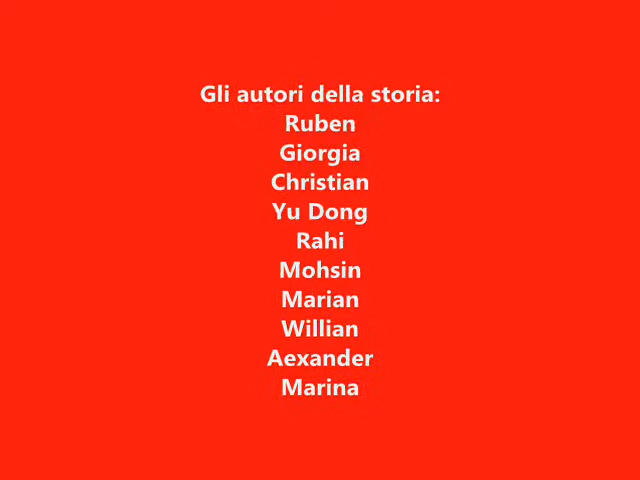 Gli autori della storia:
Ruben
Giorgia
Christian
Yu Dong
Rahi
Mohsin
Marian
Willian
Aexander
Marina